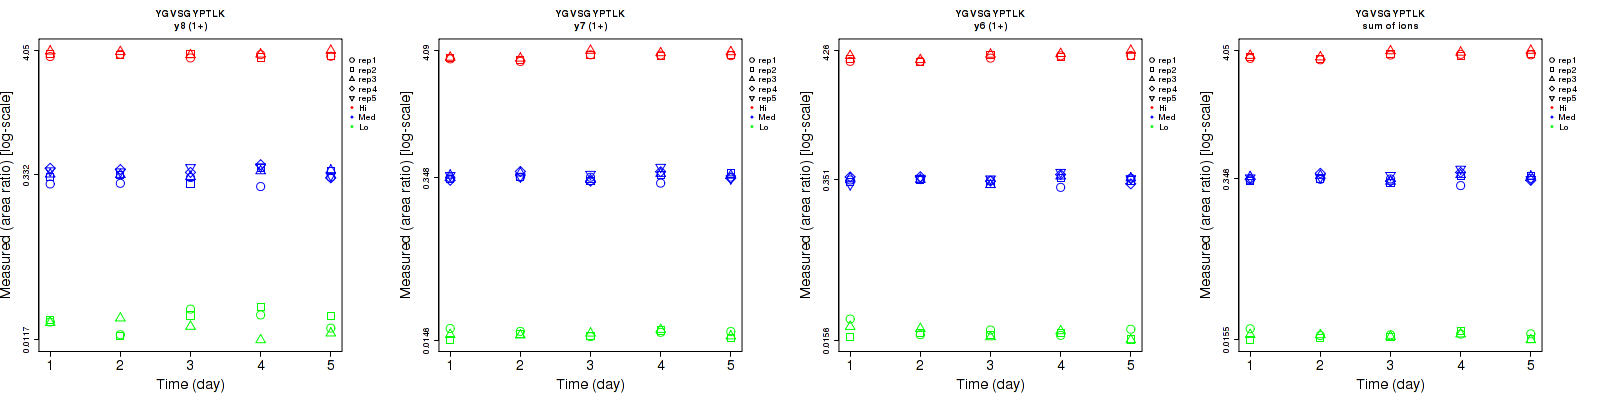 YGVSGYPTLK
y8 (1+)
Measured (area ratio) [log-scale]
4.05
0.332
0.0117
1 2 3 4 5
Time (day)
rep1
rep2
rep3
rep4
rep5
Hi
Med
Lo
YGVSGYPTLK
y7 (1+)
Measured (area ratio) [log-scale]
4.09
0.348
0.0146
1 2 3 4 5
Time (day)
rep1
rep2
rep3
rep4
rep5
Hi
Med
Lo
YGVSGYPTLK
y6 (1+)
Measured (area ratio) [log-scale]
4.26
0.351
0.0156
1 2 3 4 5
Time (day)
rep1
rep2
rep3
rep4
rep5
Hi
Med
Lo
YGVSGYPTLK
sum of ions
Measured (area ratio) [log-scale]
4.05
0.346
0.0155
1 2 3 4 5
Time (day)
rep1
rep2
rep3
rep4
rep5
Hi
Med
Lo